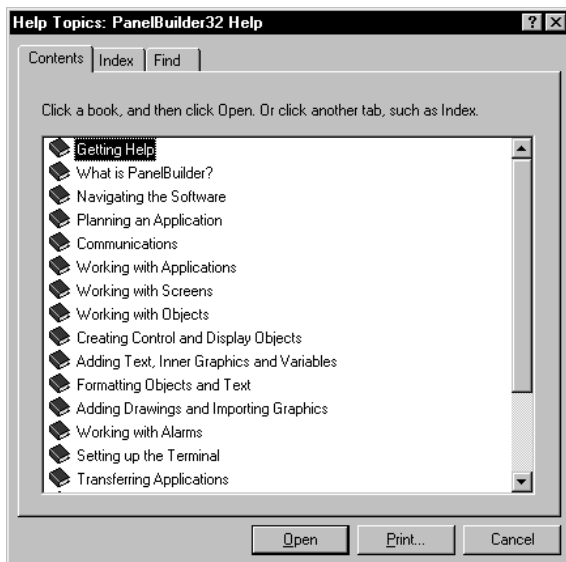 Help Topics: PanelBuilder32 Help
Contents Index Find
Click a book, and then click Open. Or click another tab, such as Index.
Getting Help
What is PanelBuilder?
Navigating the Software
Planning an Application
Communications
Working with Applications
Working with Screens
Working with Objects
Creating Control and Display Objects
Adding Text, Inner Graphics and Variables
Formatting Objects and Text
Adding Drawings and Importing Graphics
Working with Alarms
Setting up the Terminal
Transferring Applications
Open Print... Cancel